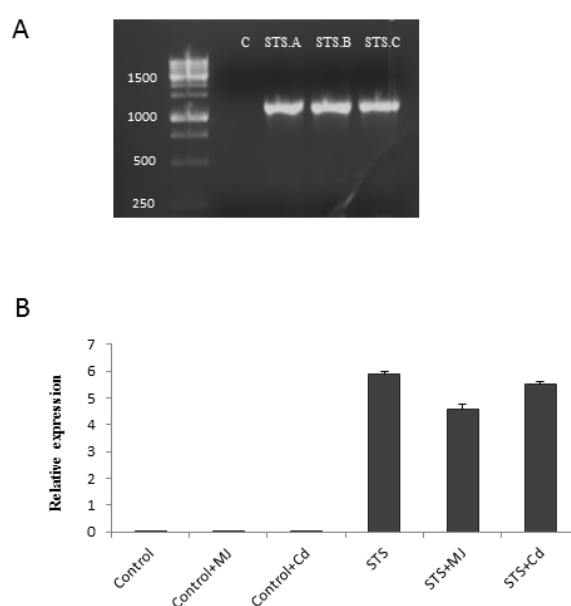 A
C STS.A STS.B STS.C
1500
1000
500
250
B
Relative expression
7
6
5
4
3
2
1
0
Control
Control+MJ
Control+Cd
STS
STS+MJ
STS+Cd